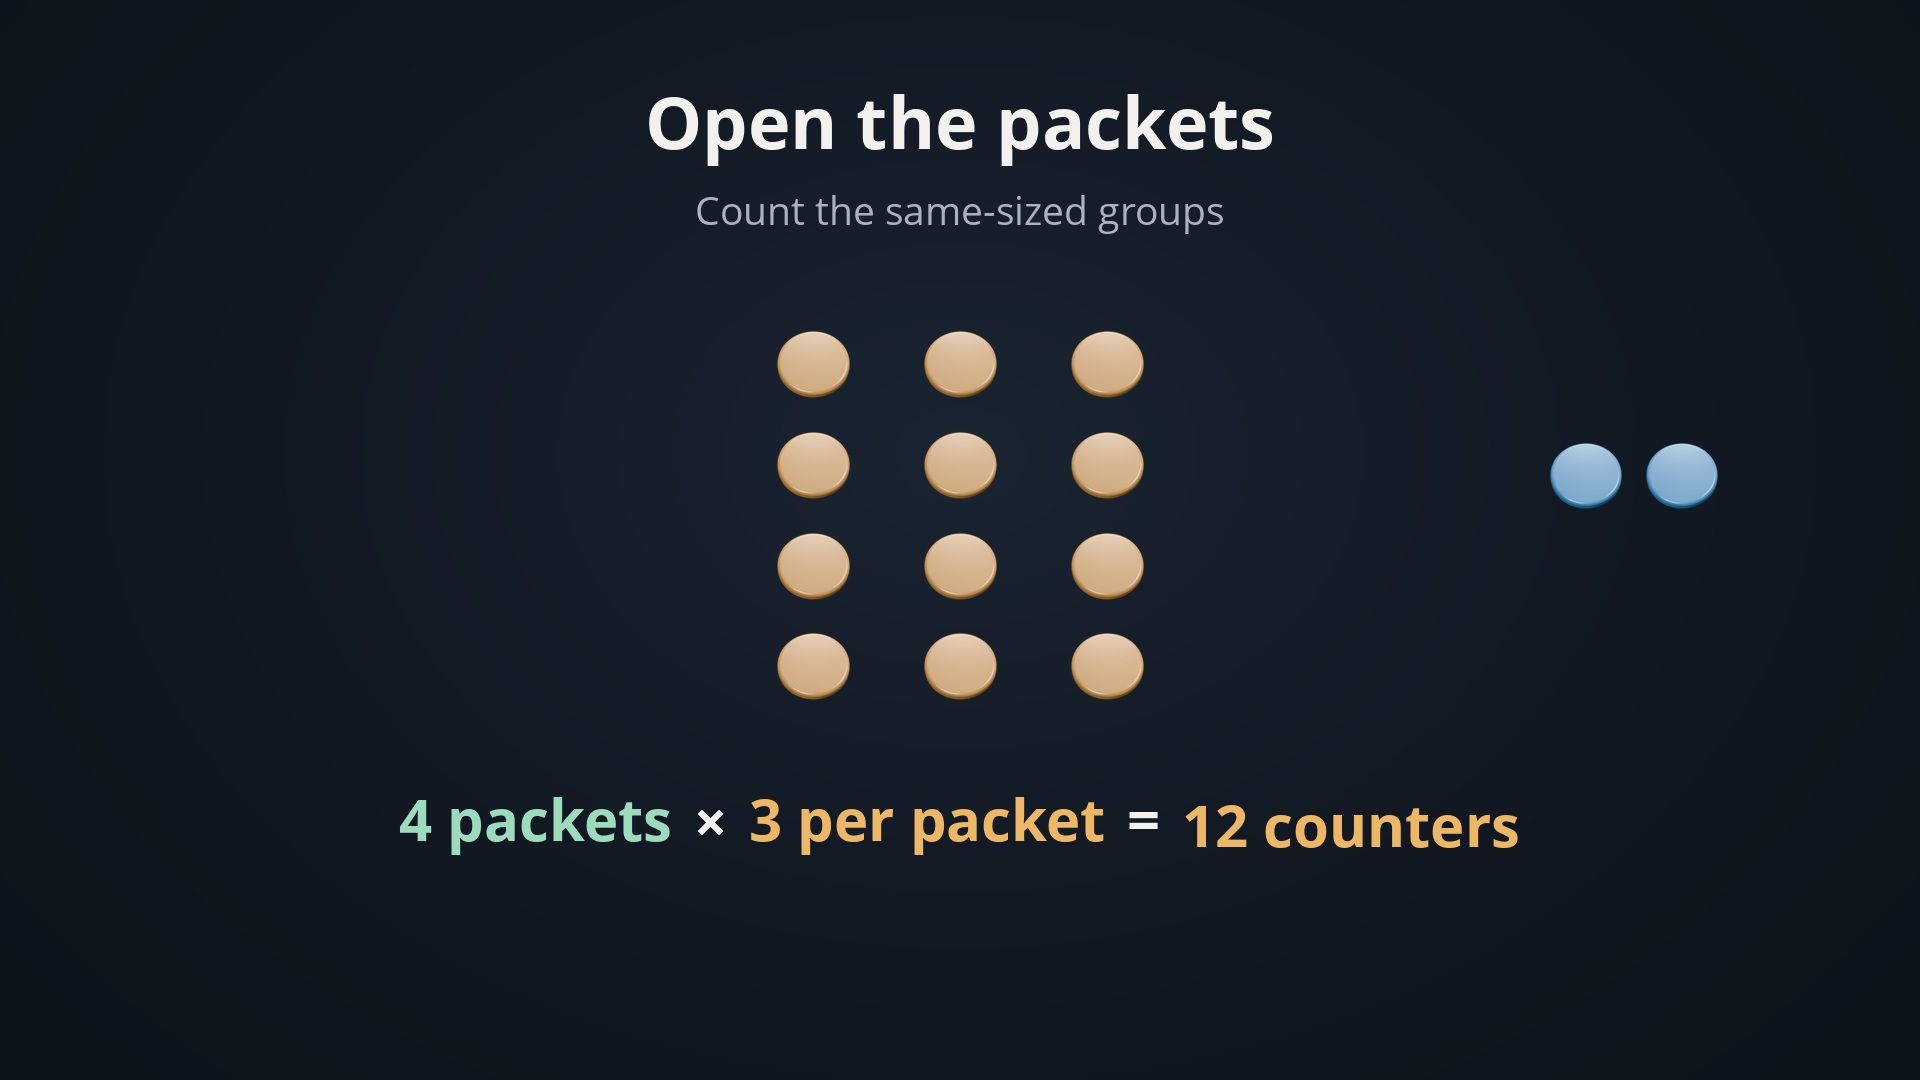 Open the packets
Count the same-sized groups
4 packets × 3 per packet = 12 counters